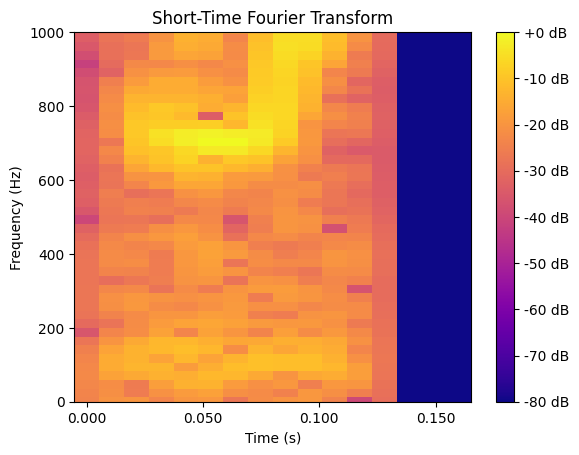 Short-Time Fourier Transform
Frequency (Hz)
1000
800
600
400
200
0
0.000
0.050
0.100
0.150
Time (s)
+0 dB
-10 dB
-20 dB
-30 dB
-40 dB
-50 dB
-60 dB
-70 dB
-80 dB